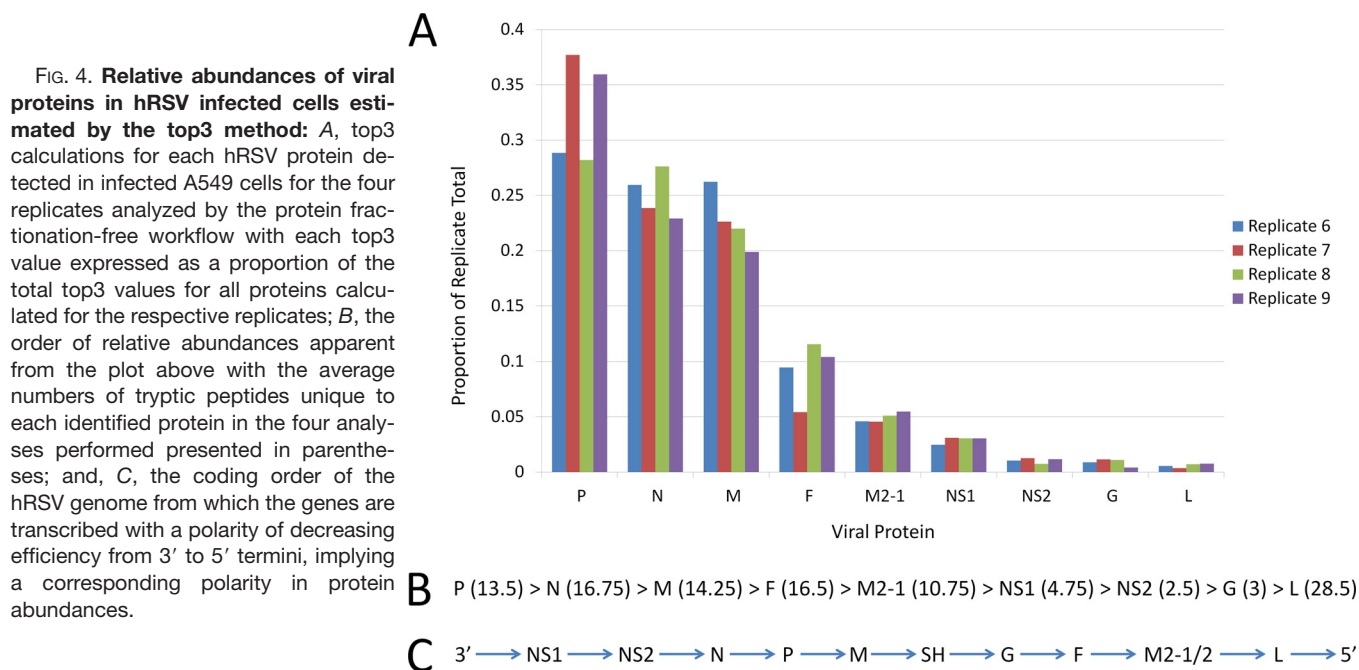 FIG. 4. Relative abundances of viral
proteins in hRSV infected cells esti-
mated by the top3 method: A, top3
calculations for each hRSV protein de-
tected in infected A549 cells for the four
replicates analyzed by the protein frac-
tionation-free workflow with each top3
value expressed as a proportion of the
total top3 values for all proteins calcu-
lated for the respective replicates; B, the
order of relative abundances apparent
from the plot above with the average
numbers of tryptic peptides unique to
each identified protein in the four analy-
ses performed presented in parenthe-
ses; and, C, the coding order of the
hRSV genome from which the genes are
transcribed with a polarity of decreasing
efficiency from 3′ to 5′ termini, implying
a corresponding polarity in protein
abundances.
A
Proportion of Replicate Total
0.4
0.35
0.3
0.25
0.2
0.15
0.1
0.05
0
P N M F M2-1 NS1 NS2 G L
Viral Protein
Replicate 6
Replicate 7
Replicate 8
Replicate 9
B P (13.5) > N (16.75) > M (14.25) > F (16.5) > M2-1 (10.75) > NS1 (4.75) > NS2 (2.5) > G (3) > L (28.5)
C 3′ → NS1 → NS2 → N → P → M → SH → G → F → M2-1/2 → L → 5′